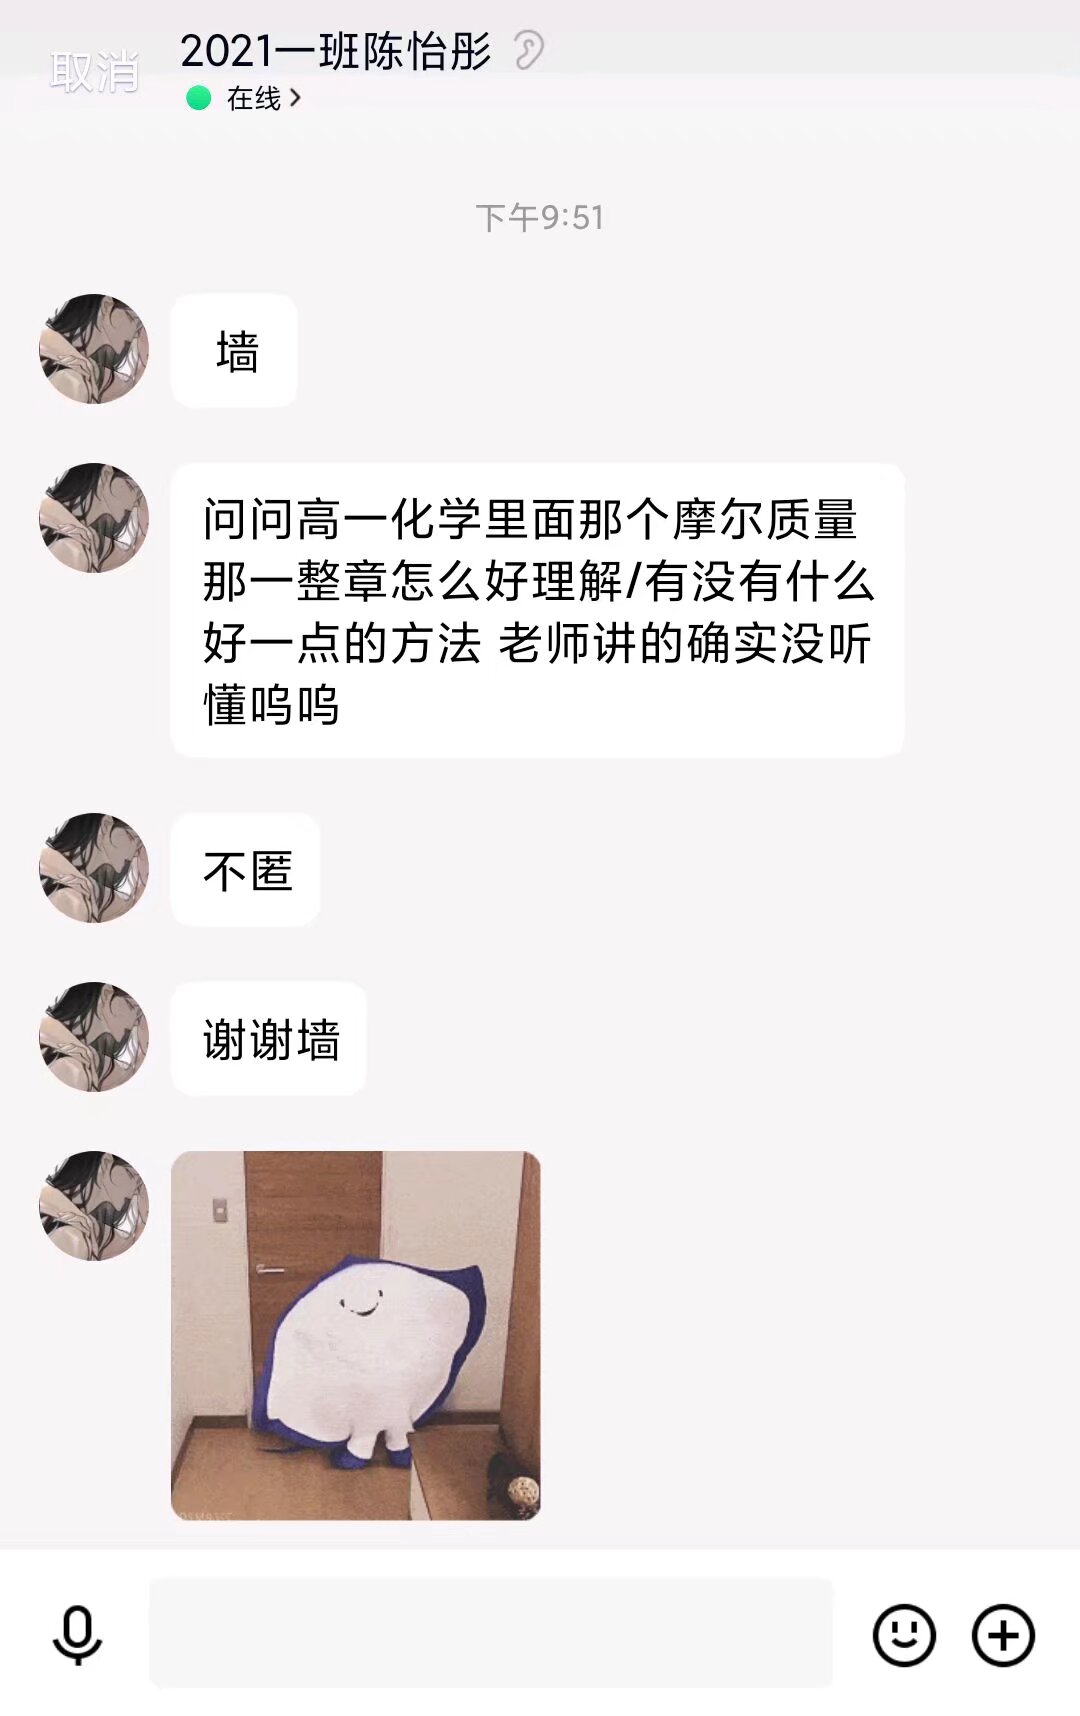 取消
2021一班陈怡彤
在线
下午9:51
墙
问问高一化学里面那个摩尔质量
那一整章怎么好理解/有没有什么
好一点的方法 老师讲的确实没听
懂呜呜
不匿
谢谢墙